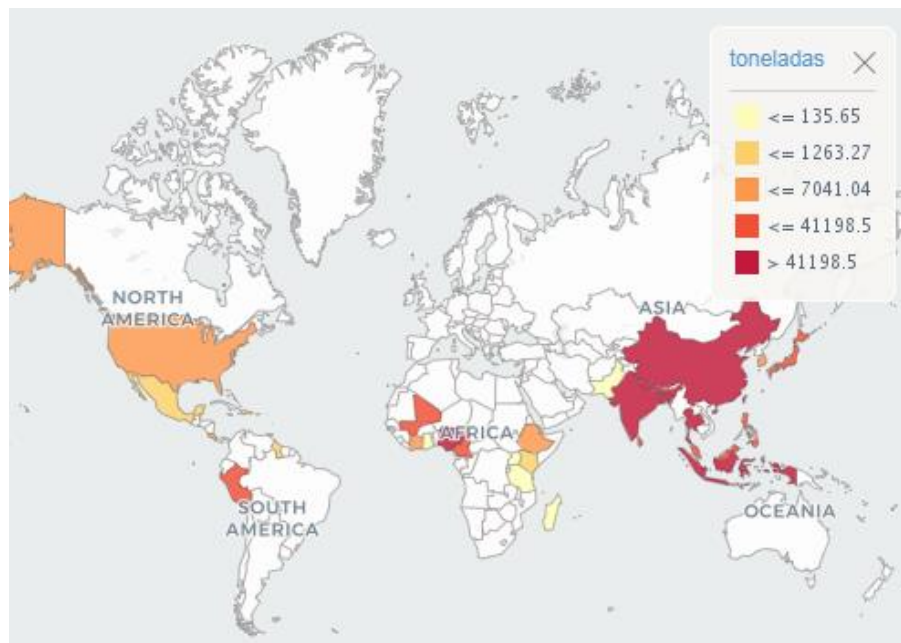 toneladas
<= 135.65
<= 1263.27
<= 7041.04
<= 41198.5
> 41198.5
NORTH
AMERICA
ASIA
AFRICA
SOUTH
AMERICA
OCEANIA